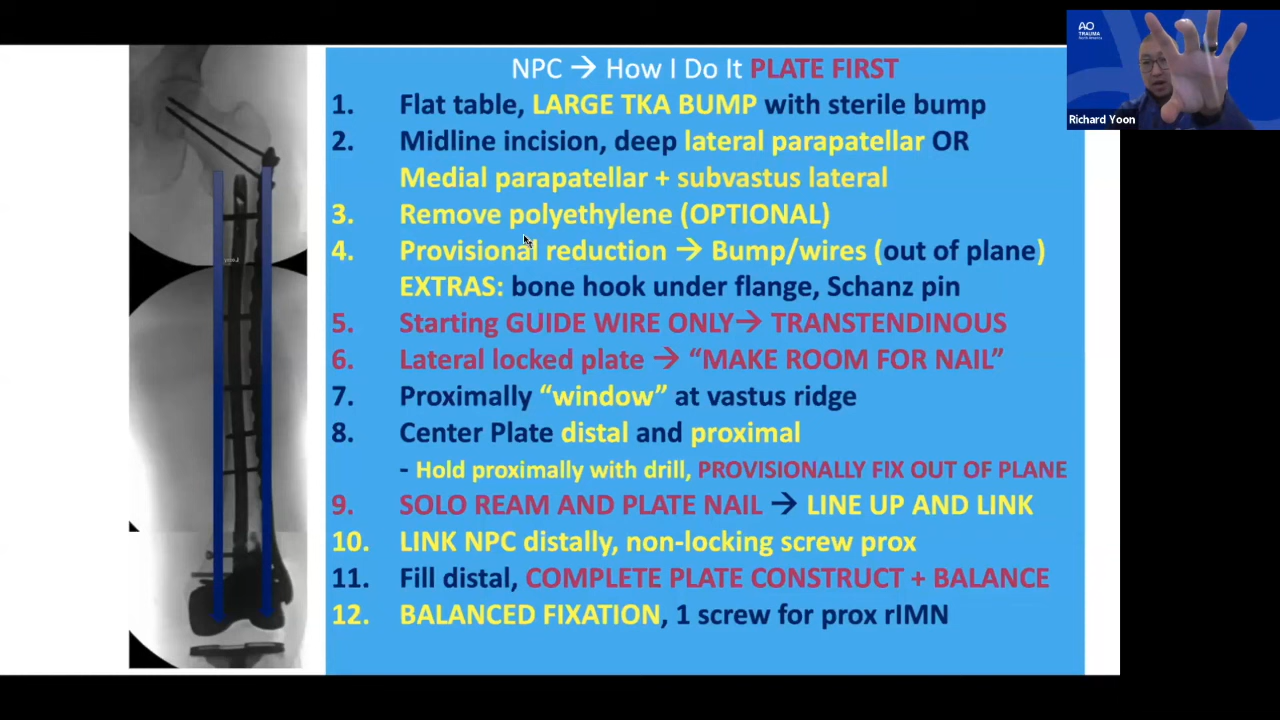 NPC → How I Do It PLATE FIRST
1. Flat table, LARGE TKA BUMP with sterile bump
2. Midline incision, deep lateral parapatellar OR
Medial parapatellar + subvastus lateral
3. Remove polyethylene (OPTIONAL)
4. Provisional reduction → Bump/wires (out of plane)
EXTRAS: bone hook under flange, Schanz pin
5. Starting GUIDE WIRE ONLY→ TRANSTENDINOUS
6. Lateral locked plate → “MAKE ROOM FOR NAIL”
7. Proximally “window” at vastus ridge
8. Center Plate distal and proximal
- Hold proximally with drill, PROVISIONALLY FIX OUT OF PLANE
9. SOLO REAM AND PLATE NAIL → LINE UP AND LINK
10. LINK NPC distally, non-locking screw prox
11. Fill distal, COMPLETE PLATE CONSTRUCT + BALANCE
12. BALANCED FIXATION, 1 screw for prox rIMN
AO
TRAUMA
North America
Richard Yoon